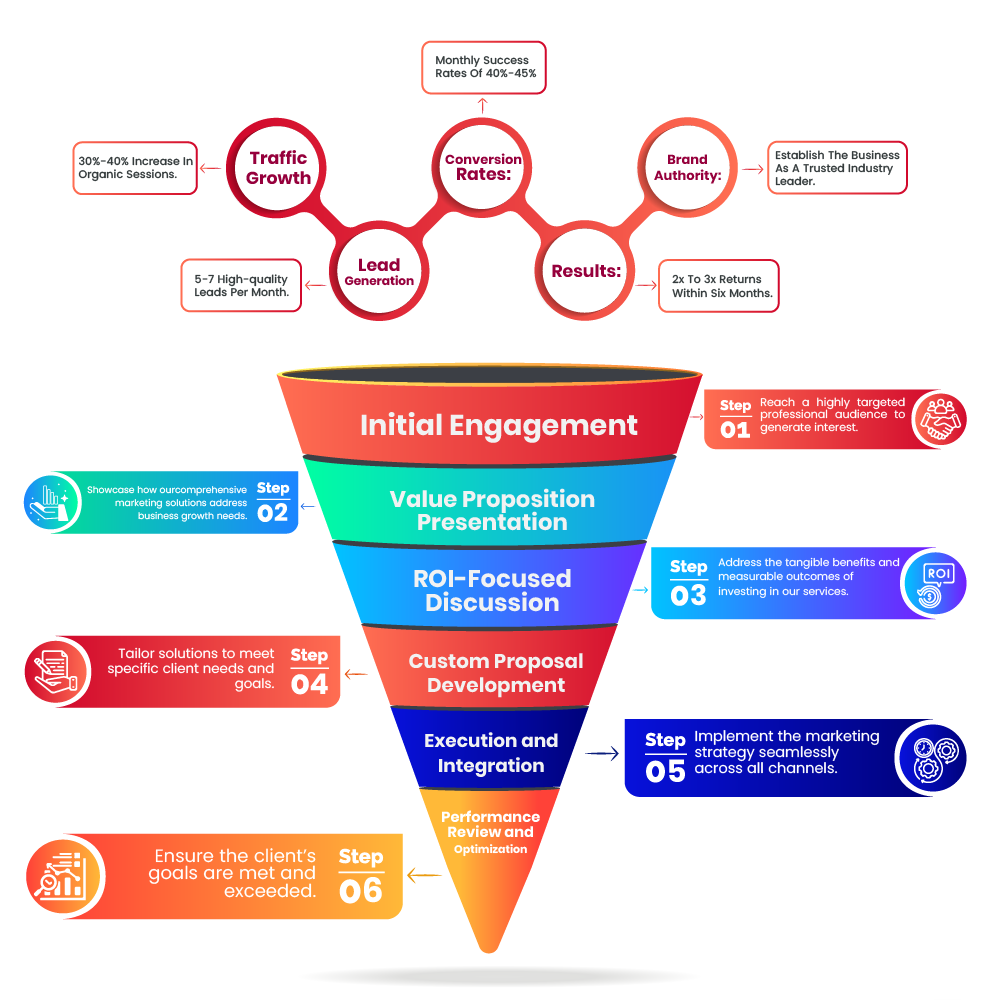 Monthly Success
Rates Of 40%-45%
30%-40% Increase In
Organic Sessions.
Traffic
Growth
Conversion
Rates:
Brand
Authority:
Establish The Business
As A Trusted Industry
Leader.
5-7 High-quality
Leads Per Month.
Lead
Generation
Results:
2x To 3x Returns
Within Six Months.
Initial Engagement
Step
01
Reach a highly targeted
professional audience to
generate interest.
Showcase how ourcomprehensive
marketing solutions address
business growth needs.
Step
02
Value Proposition
Presentation
ROI-Focused
Discussion
Step
03
Address the tangible benefits and
measurable outcomes of
investing in our services.
ROI
$
Tailor solutions to meet
specific client needs and
goals.
Step
04
Custom Proposal
Development
Execution and
Integration
Step
05
Implement the marketing
strategy seamlessly
across all channels.
Performance
Review and
Optimization
Ensure the client's
goals are met and
exceeded.
Step
06